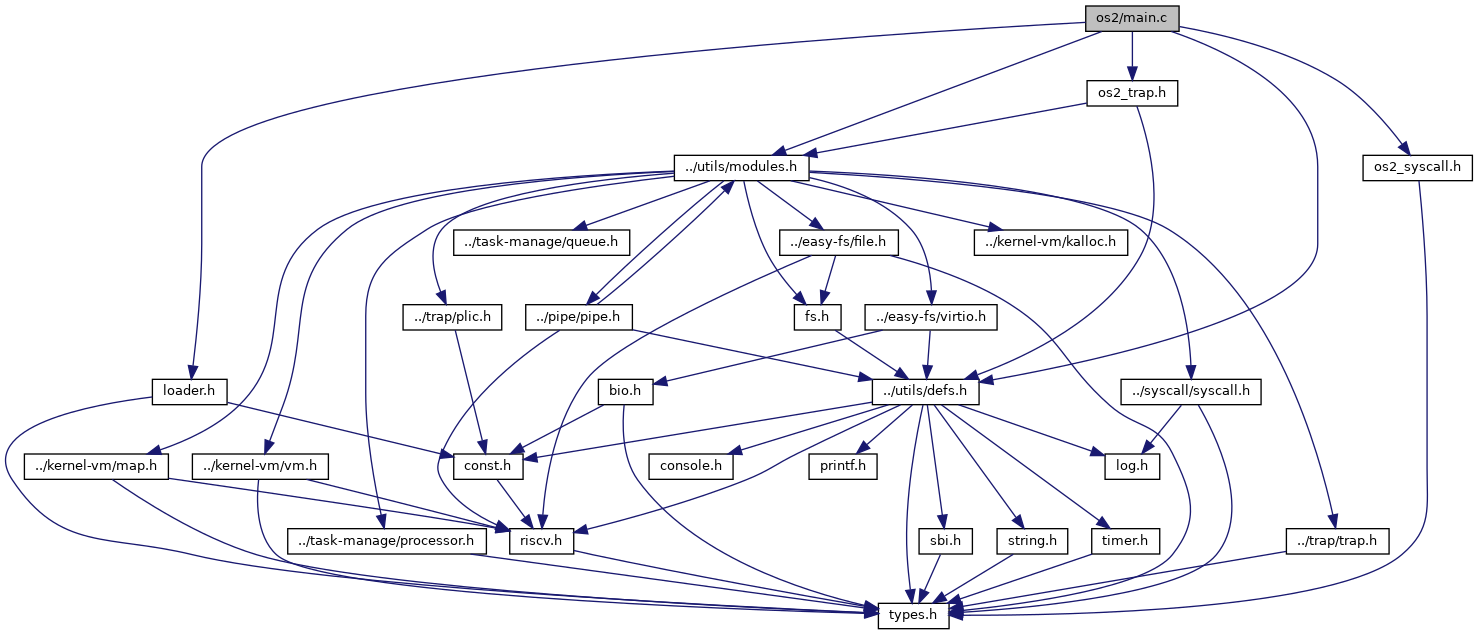 os2/main.c
os2_trap.h
../utils/modules.h
os2_syscall.h
../task-manage/queue.h
../easy-fs/file.h
../kernel-vm/kalloc.h
../trap/plic.h
../pipe/pipe.h
fs.h
../easy-fs/virtio.h
loader.h
bio.h
../utils/defs.h
../syscall/syscall.h
../kernel-vm/map.h
../kernel-vm/vm.h
const.h
console.h
printf.h
log.h
../task-manage/processor.h
riscv.h
sbi.h
string.h
timer.h
../trap/trap.h
types.h